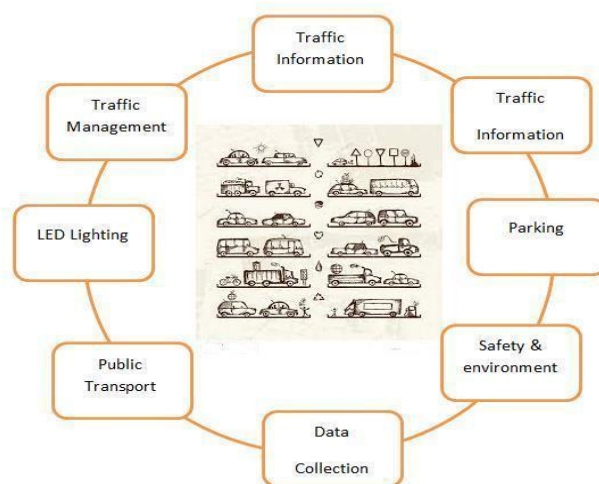 Traffic
Information
Traffic
Information
Parking
Safety &
environment
Data
Collection
Public
Transport
LED Lighting
Traffic
Management